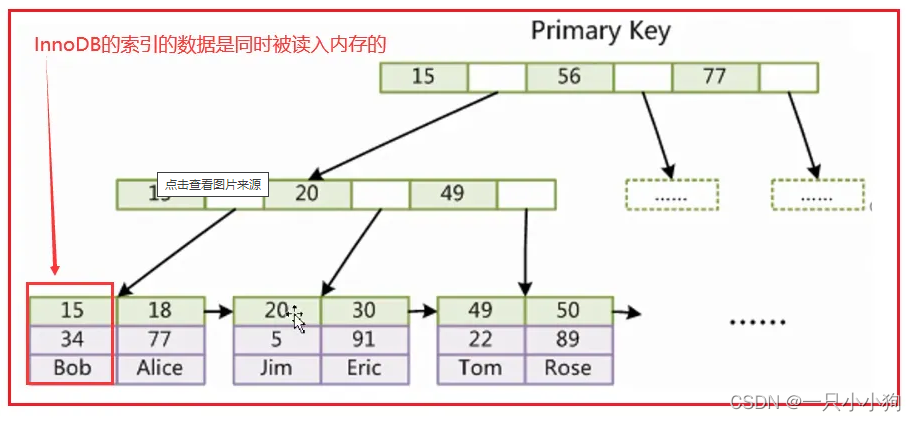 Primary Key
InnoDB的索引的数据是同时被读入内存的
15 56 77
点击查看图片来源
20 49
...... ......
15 18 20 30 49 50
34 77 5 91 22 89
......
Bob Alice Jim Eric Tom Rose
CSDN @一只小小狗